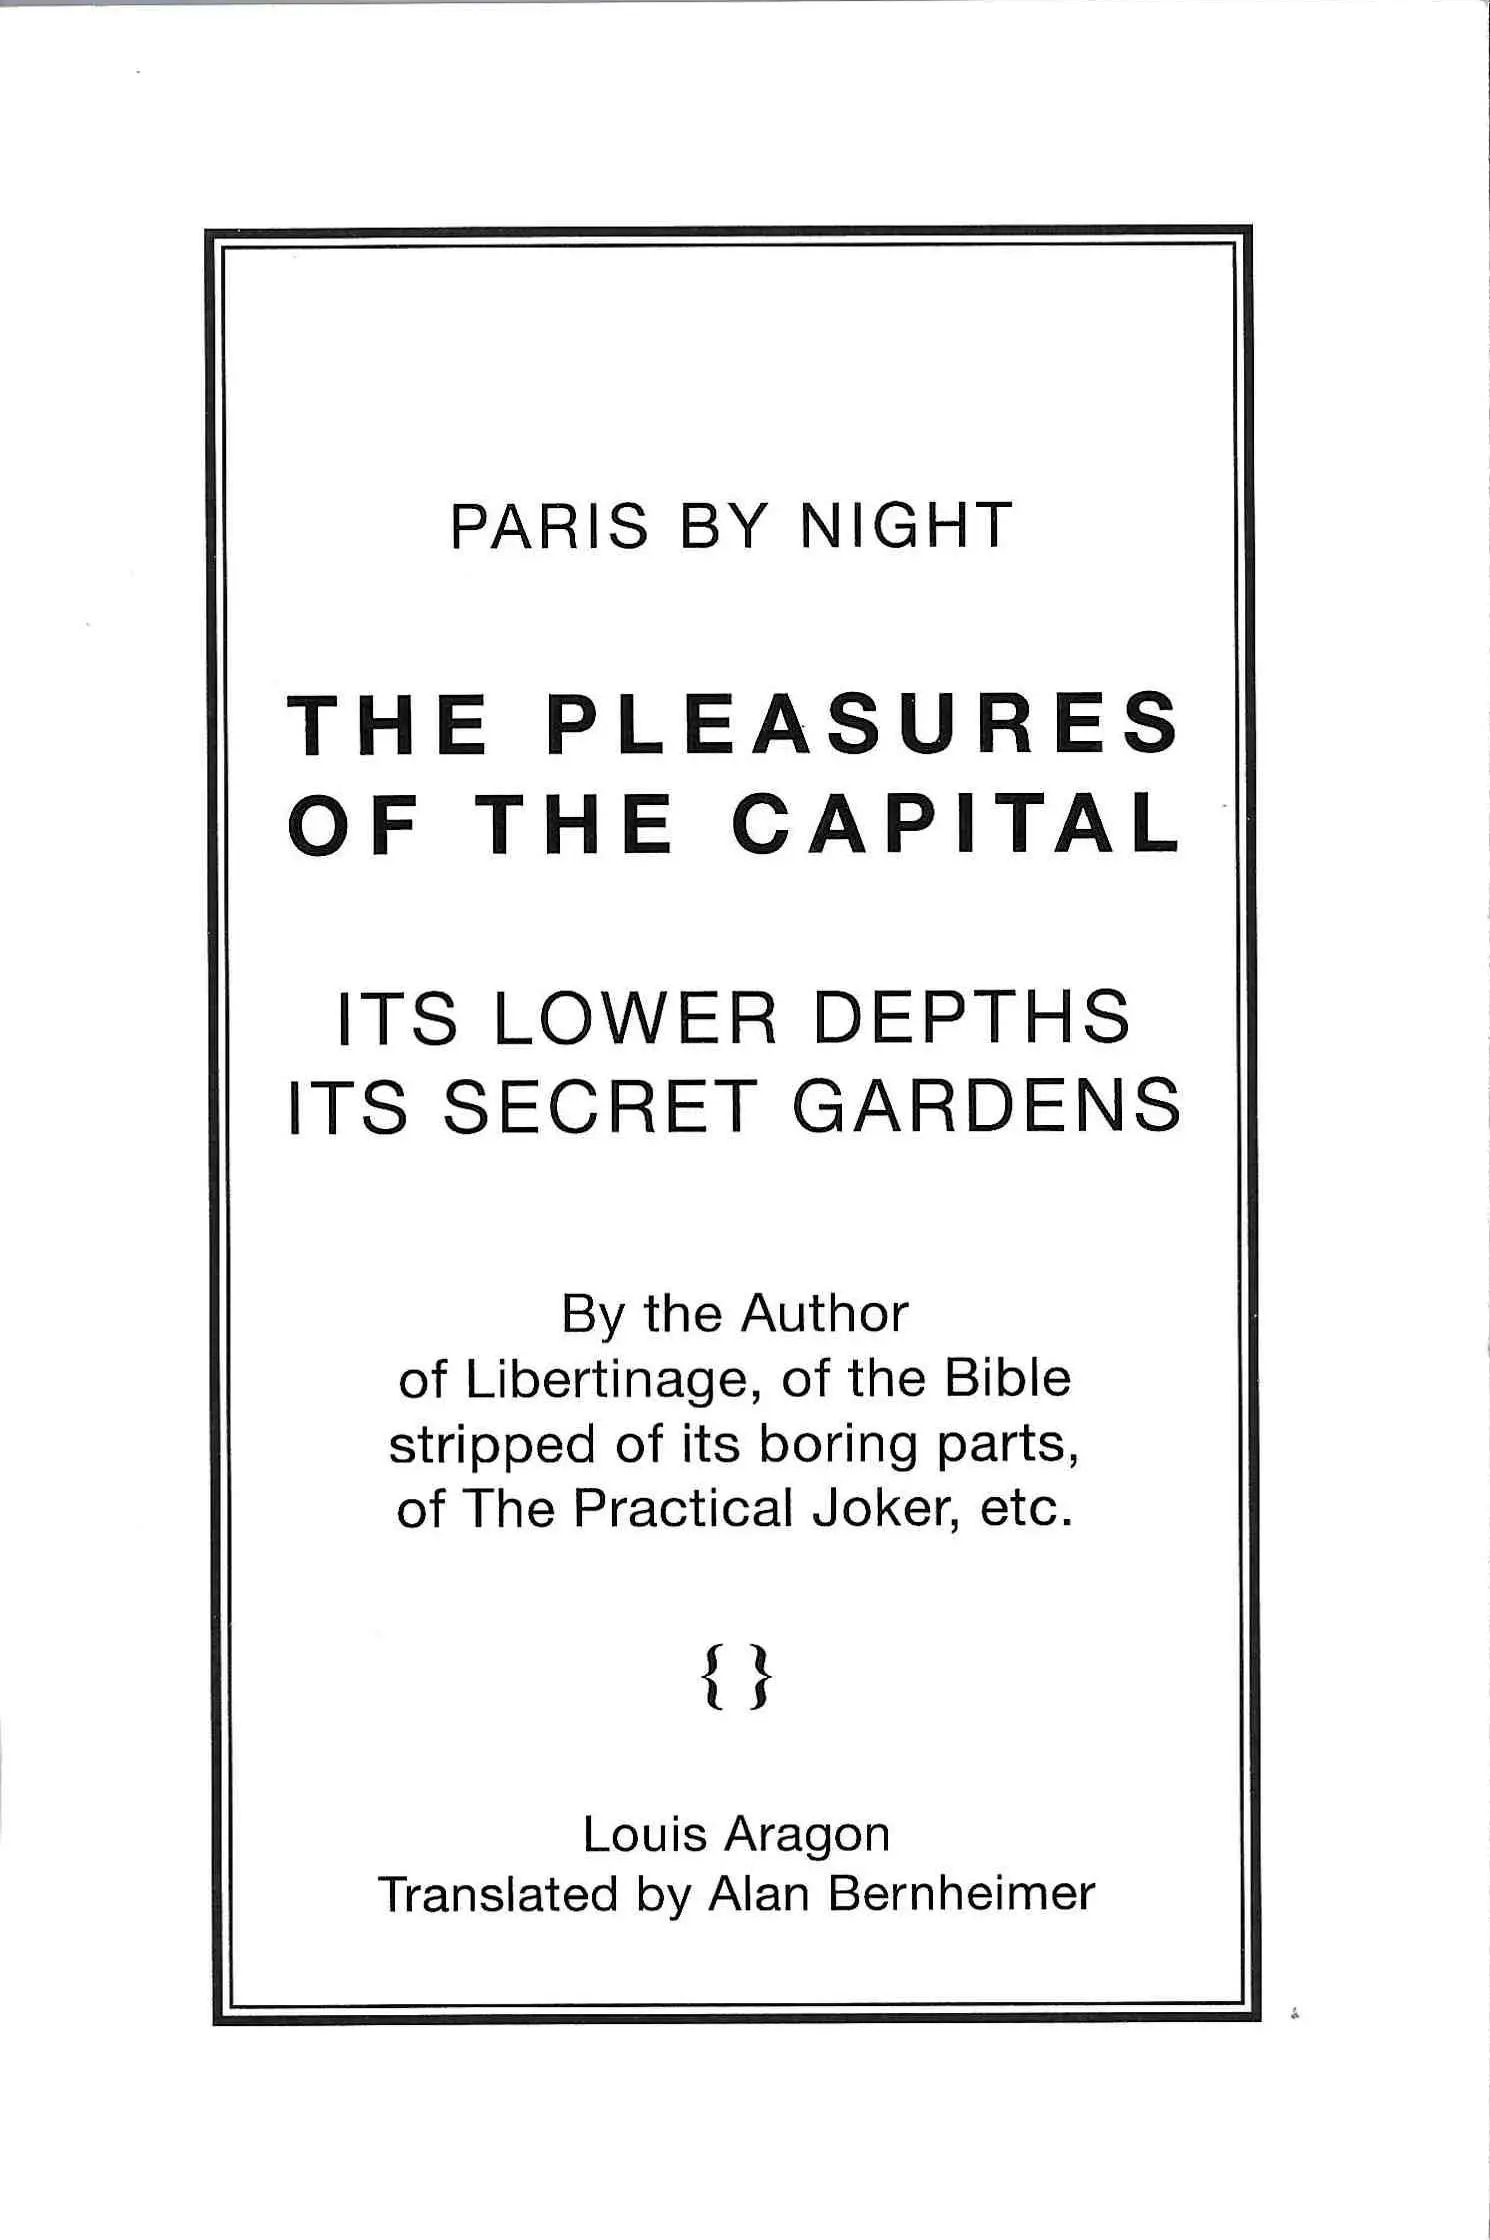 PARIS BY NIGHT
THE PLEASURES
OF THE CAPITAL
ITS LOWER DEPTHS
ITS SECRET GARDENS
By the Author
of Libertinage, of the Bible
stripped of its boring parts,
of The Practical Joker, etc.
{ }
Louis Aragon
Translated by Alan Bernheimer